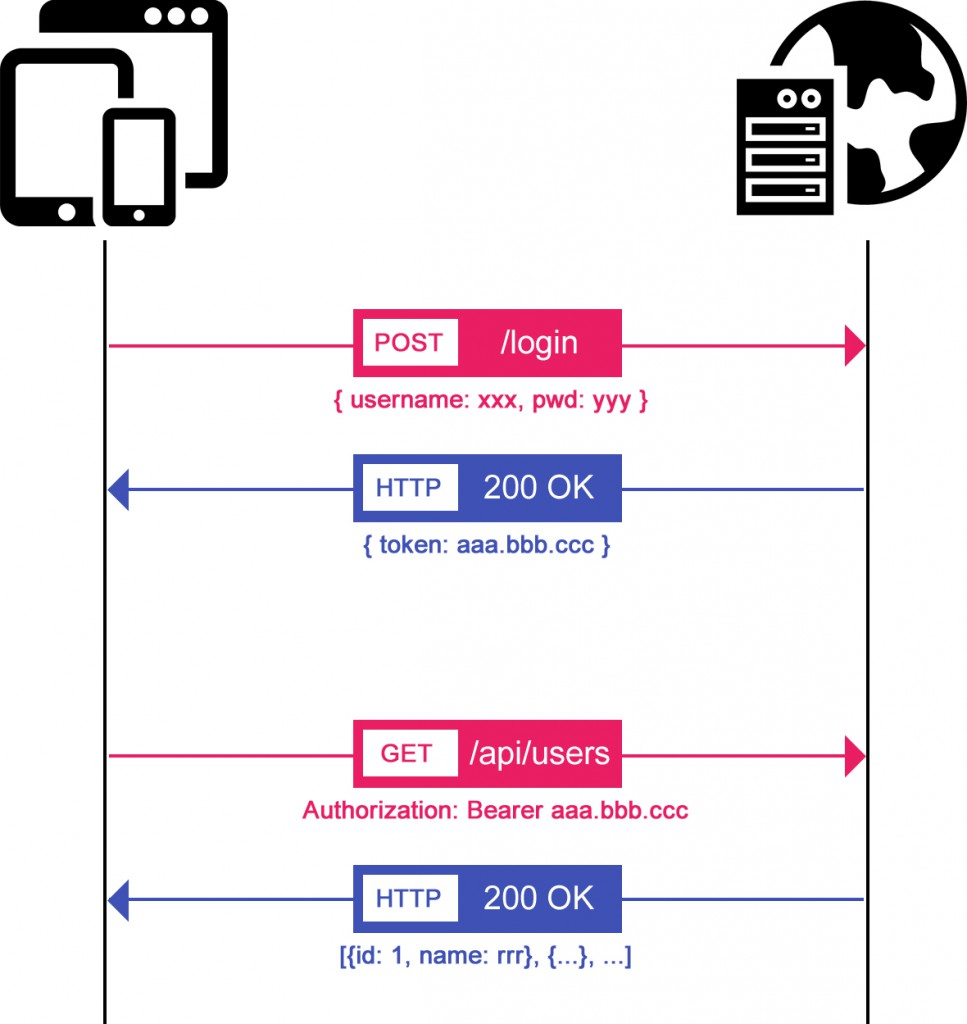 POST /login
{ username: xxx, pwd: yyy }
HTTP 200 OK
{ token: aaa.bbb.ccc }
GET /api/users
Authorization: Bearer aaa.bbb.ccc
HTTP 200 OK
[{id: 1, name: rrr}, {...}, ...]